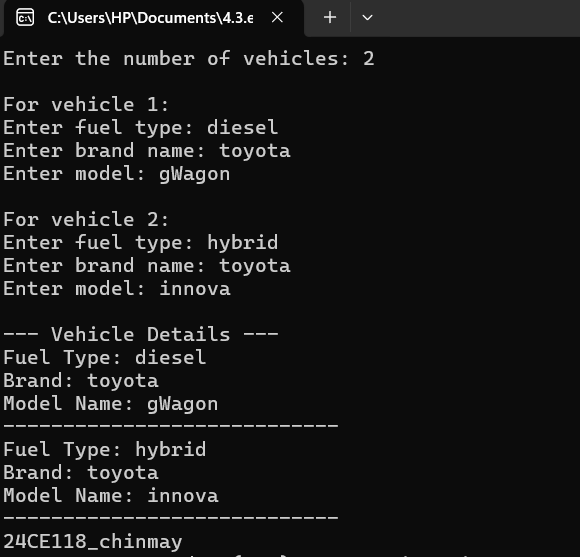 C:\Users\HP\Documents\4.3.e
Enter the number of vehicles: 2
For vehicle 1:
Enter fuel type: diesel
Enter brand name: toyota
Enter model: gWagon
For vehicle 2:
Enter fuel type: hybrid
Enter brand name: toyota
Enter model: innova
--- Vehicle Details ---
Fuel Type: diesel
Brand: toyota
Model Name: gWagon
----------------------------
Fuel Type: hybrid
Brand: toyota
Model Name: innova
----------------------------
24CE118_chinmay